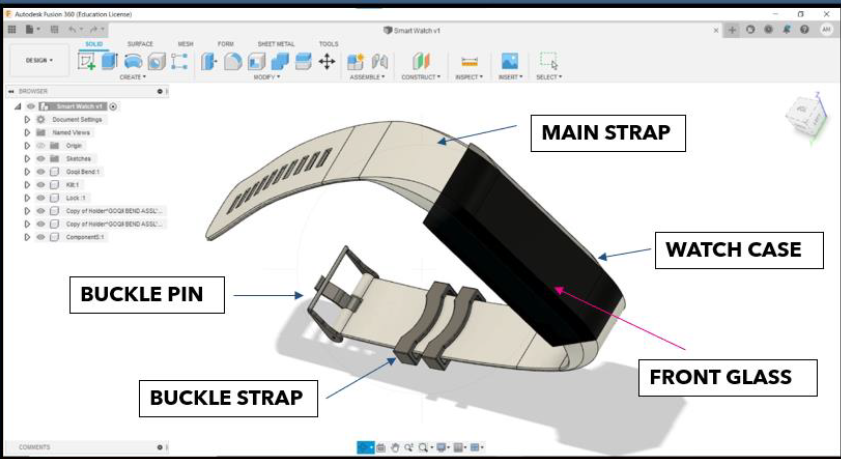 Autodesk Fusion 360 (Education License)
Smart Watch v1
AM
DESIGN
SOLID
SURFACE
MESH
FORM
SHEET METAL
TOOLS
CREATE
MODIFY
ASSEMBLE
CONSTRUCT
INSPECT
INSERT
SELECT
BROWSER
Smart Watch v1
Document Settings
Named Views
Origin
Sketches
Goqii Bend:1
Lock :1
Copy of Holder^GOQII BEND ASSL'...
Copy of Holder^GOQII BEND ASSL'...
Component5:1
MAIN STRAP
WATCH CASE
BUCKLE PIN
FRONT GLASS
BUCKLE STRAP
COMMENTS
Z